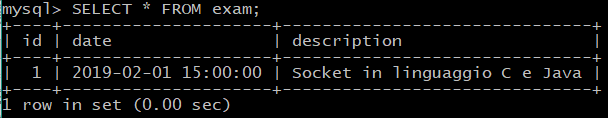 mysql> SELECT * FROM exam;
+----+---------------------+-------------------------------+
| id | date                | description                   |
+----+---------------------+-------------------------------+
|  1 | 2019-02-01 15:00:00 | Socket in linguaggio C e Java |
+----+---------------------+-------------------------------+
1 row in set (0.00 sec)